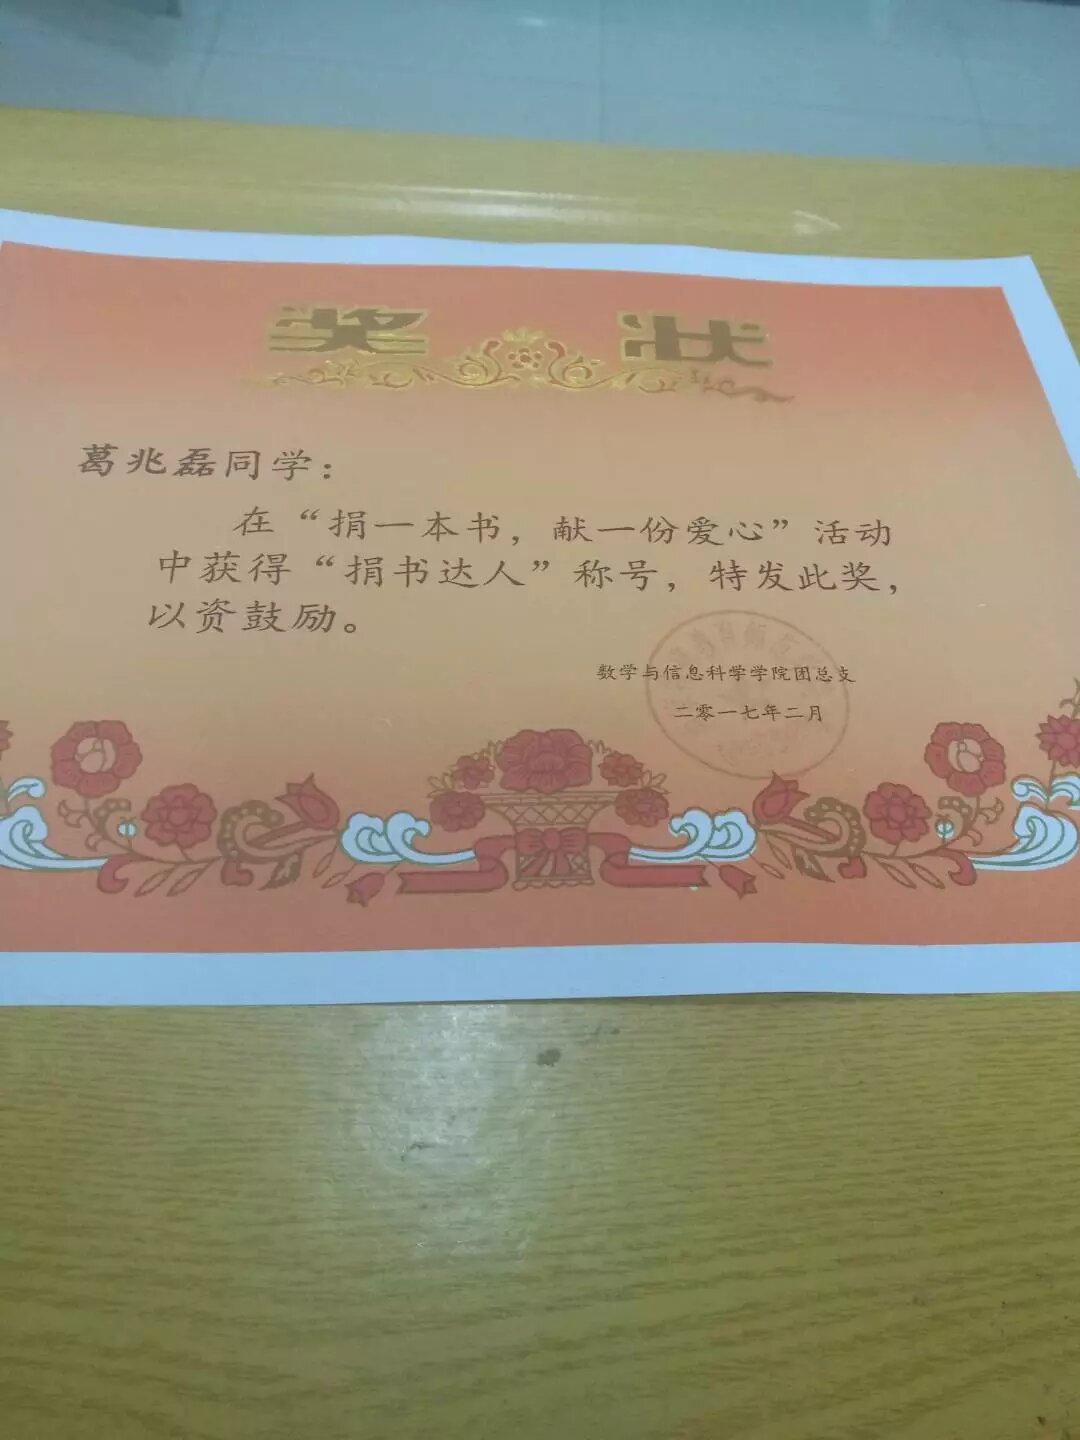 奖状
葛兆磊同学：
在“捐一本书，献一份爱心”活动
中获得“捐书达人”称号，特发此奖，
以资鼓励。
数学与信息科学学院团总支
二零一七年二月